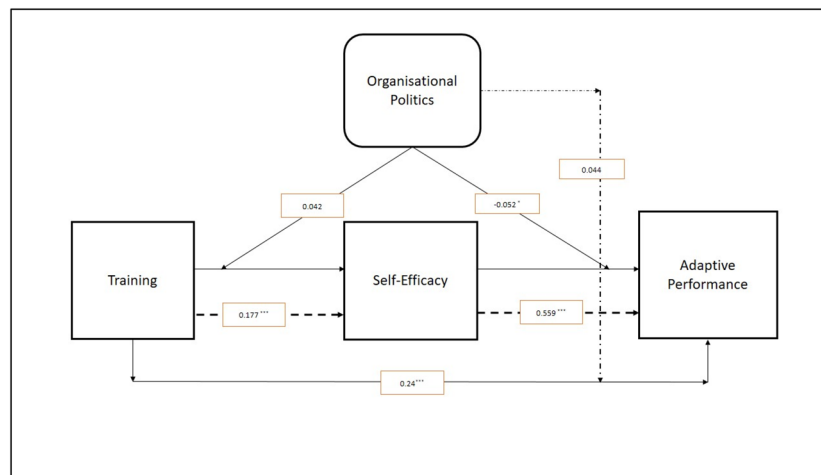 Organisational
Politics
0.044
0.042
-0.052 *
Training
Self-Efficacy
Adaptive
Performance
0.177 ***
0.559 ***
0.24***